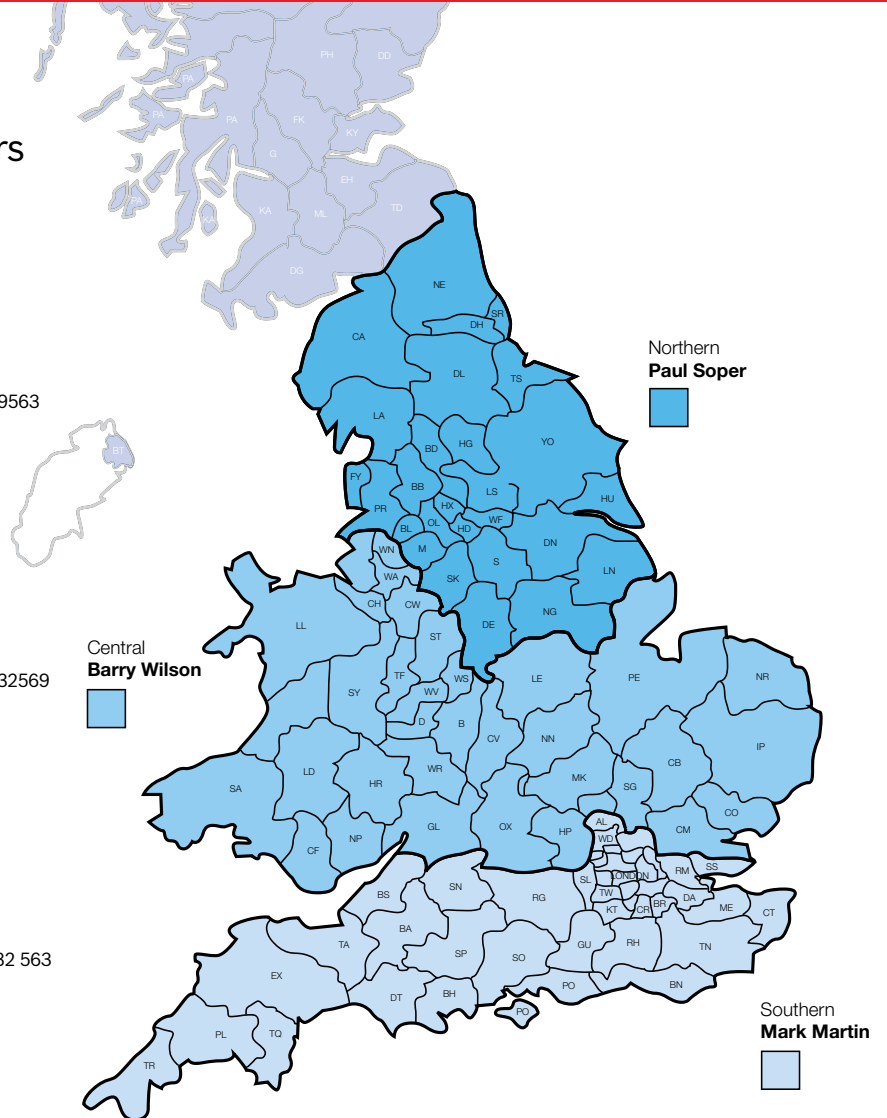 PH
DD
PA
PA
PA
FK
KY
G
rs
EH
PA
KA
ML
TD
KA
DG
NE
SR
DH
CA
Northern
Paul Soper
DL
TS
9563
LA
YO
HG
BD
BT
FY
BB
LS
HU
HX
PR
WF
OL
BL
HD
DN
M
WN
S
LN
WA
SK
CH
CW
NG
LL
DE
ST
Central
Barry Wilson
TF
WS
LE
PE
NR
32569
SY
WV
D
B
CV
NN
IP
CB
LD
WR
MK
HR
SG
SA
CO
AL
GL
OX
HP
CM
NP
WD
CF
SS
RM
LONDON
SL
SN
BS
TW
RG
DA
BR
ME
KT
CR
CT
BA
TA
GU
RH
TN
SP
SO
32 563
EX
PO
BN
DT
BH
PO
Southern
Mark Martin
PL
TQ
TR